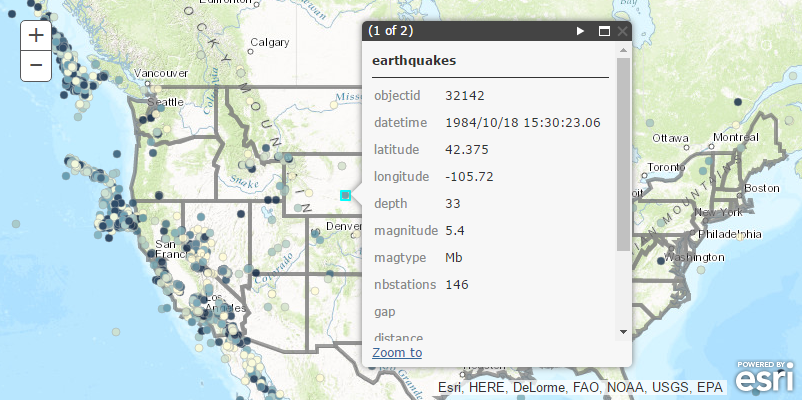 Edmonton
Calgary
ROCKY MOUNTAINS
Vancouver
Seattle
Columbia
Missouri
Snake
Denver
Colorado
San
Franc
Los
Angeles
Grande
Ottawa
Montreal
Toronto
Boston
New York
Philadelphia
Washington
MOUNTAINS
+
−
(1 of 2)
earthquakes
objectid 32142
datetime 1984/10/18 15:30:23.06
latitude 42.375
longitude -105.72
depth 33
magnitude 5.4
magtype Mb
nbstations 146
gap
distance
Zoom to
Esri, HERE, DeLorme, FAO, NOAA, USGS, EPA
POWERED BY
esri